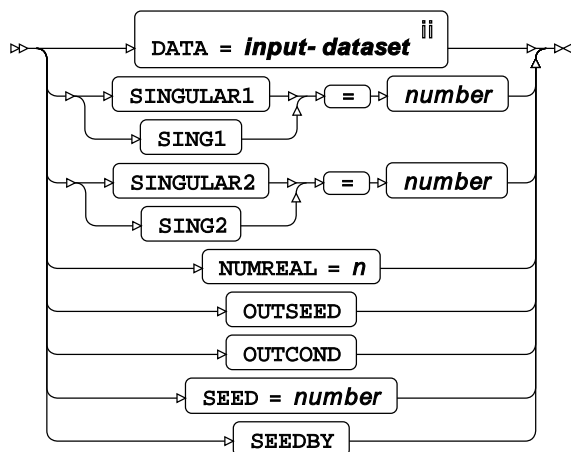 DATA = input- dataset ii
SINGULAR1 = number
SING1
SINGULAR2 = number
SING2
NUMREAL = n
OUTSEED
OUTCOND
SEED = number
SEEDBY